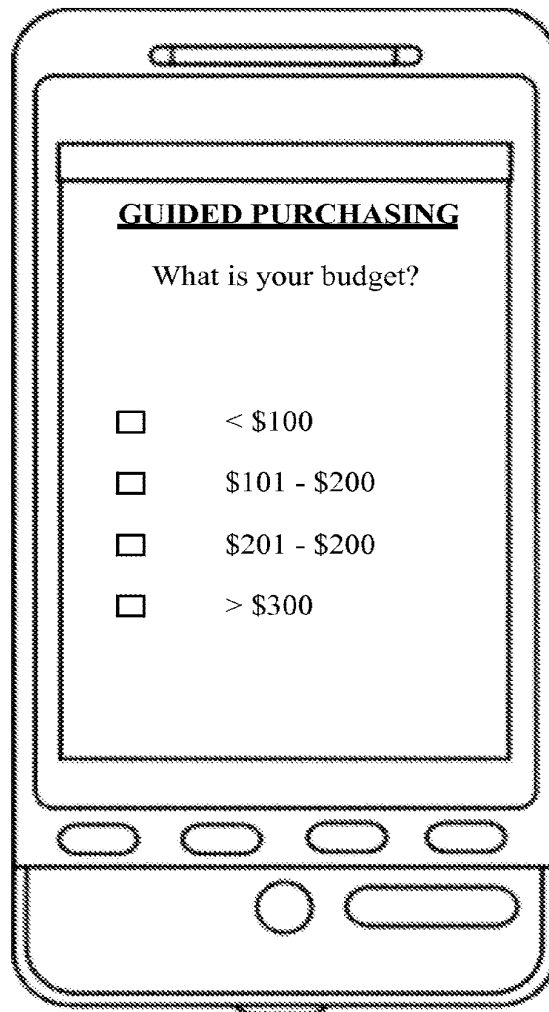 GUIDED PURCHASING
What is your budget?
< $100
$101 - $200
$201 - $200
> $300